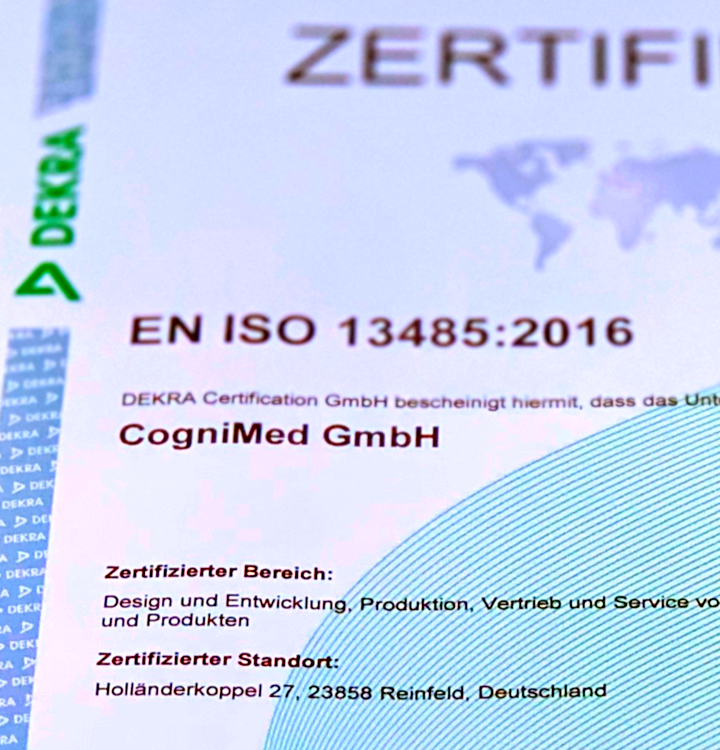 ZERTIFI
DEKRA
EN ISO 13485:2016
DEKRA Certification GmbH bescheinigt hiermit, dass das Unte
CogniMed GmbH
Zertifizierter Bereich:
Design und Entwicklung, Produktion, Vertrieb und Service vo
und Produkten
Zertifizierter Standort:
Holländerkoppel 27, 23858 Reinfeld, Deutschland